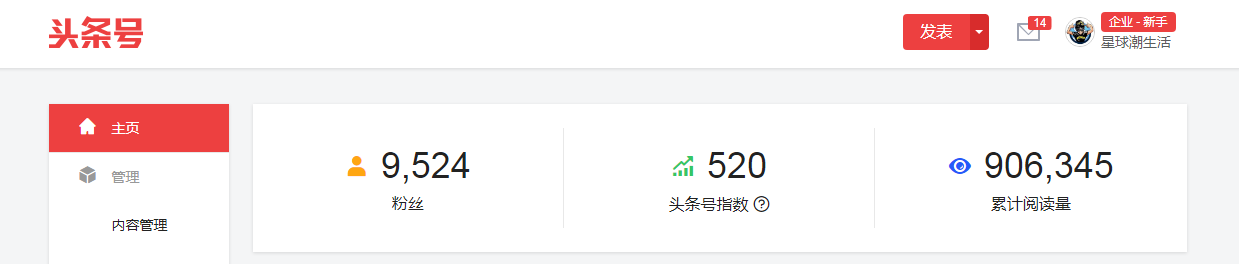 头条号
发表
14
企业 - 新手
星球潮生活
主页
管理
内容管理
9,524
粉丝
520
头条号指数 ?
906,345
累计阅读量